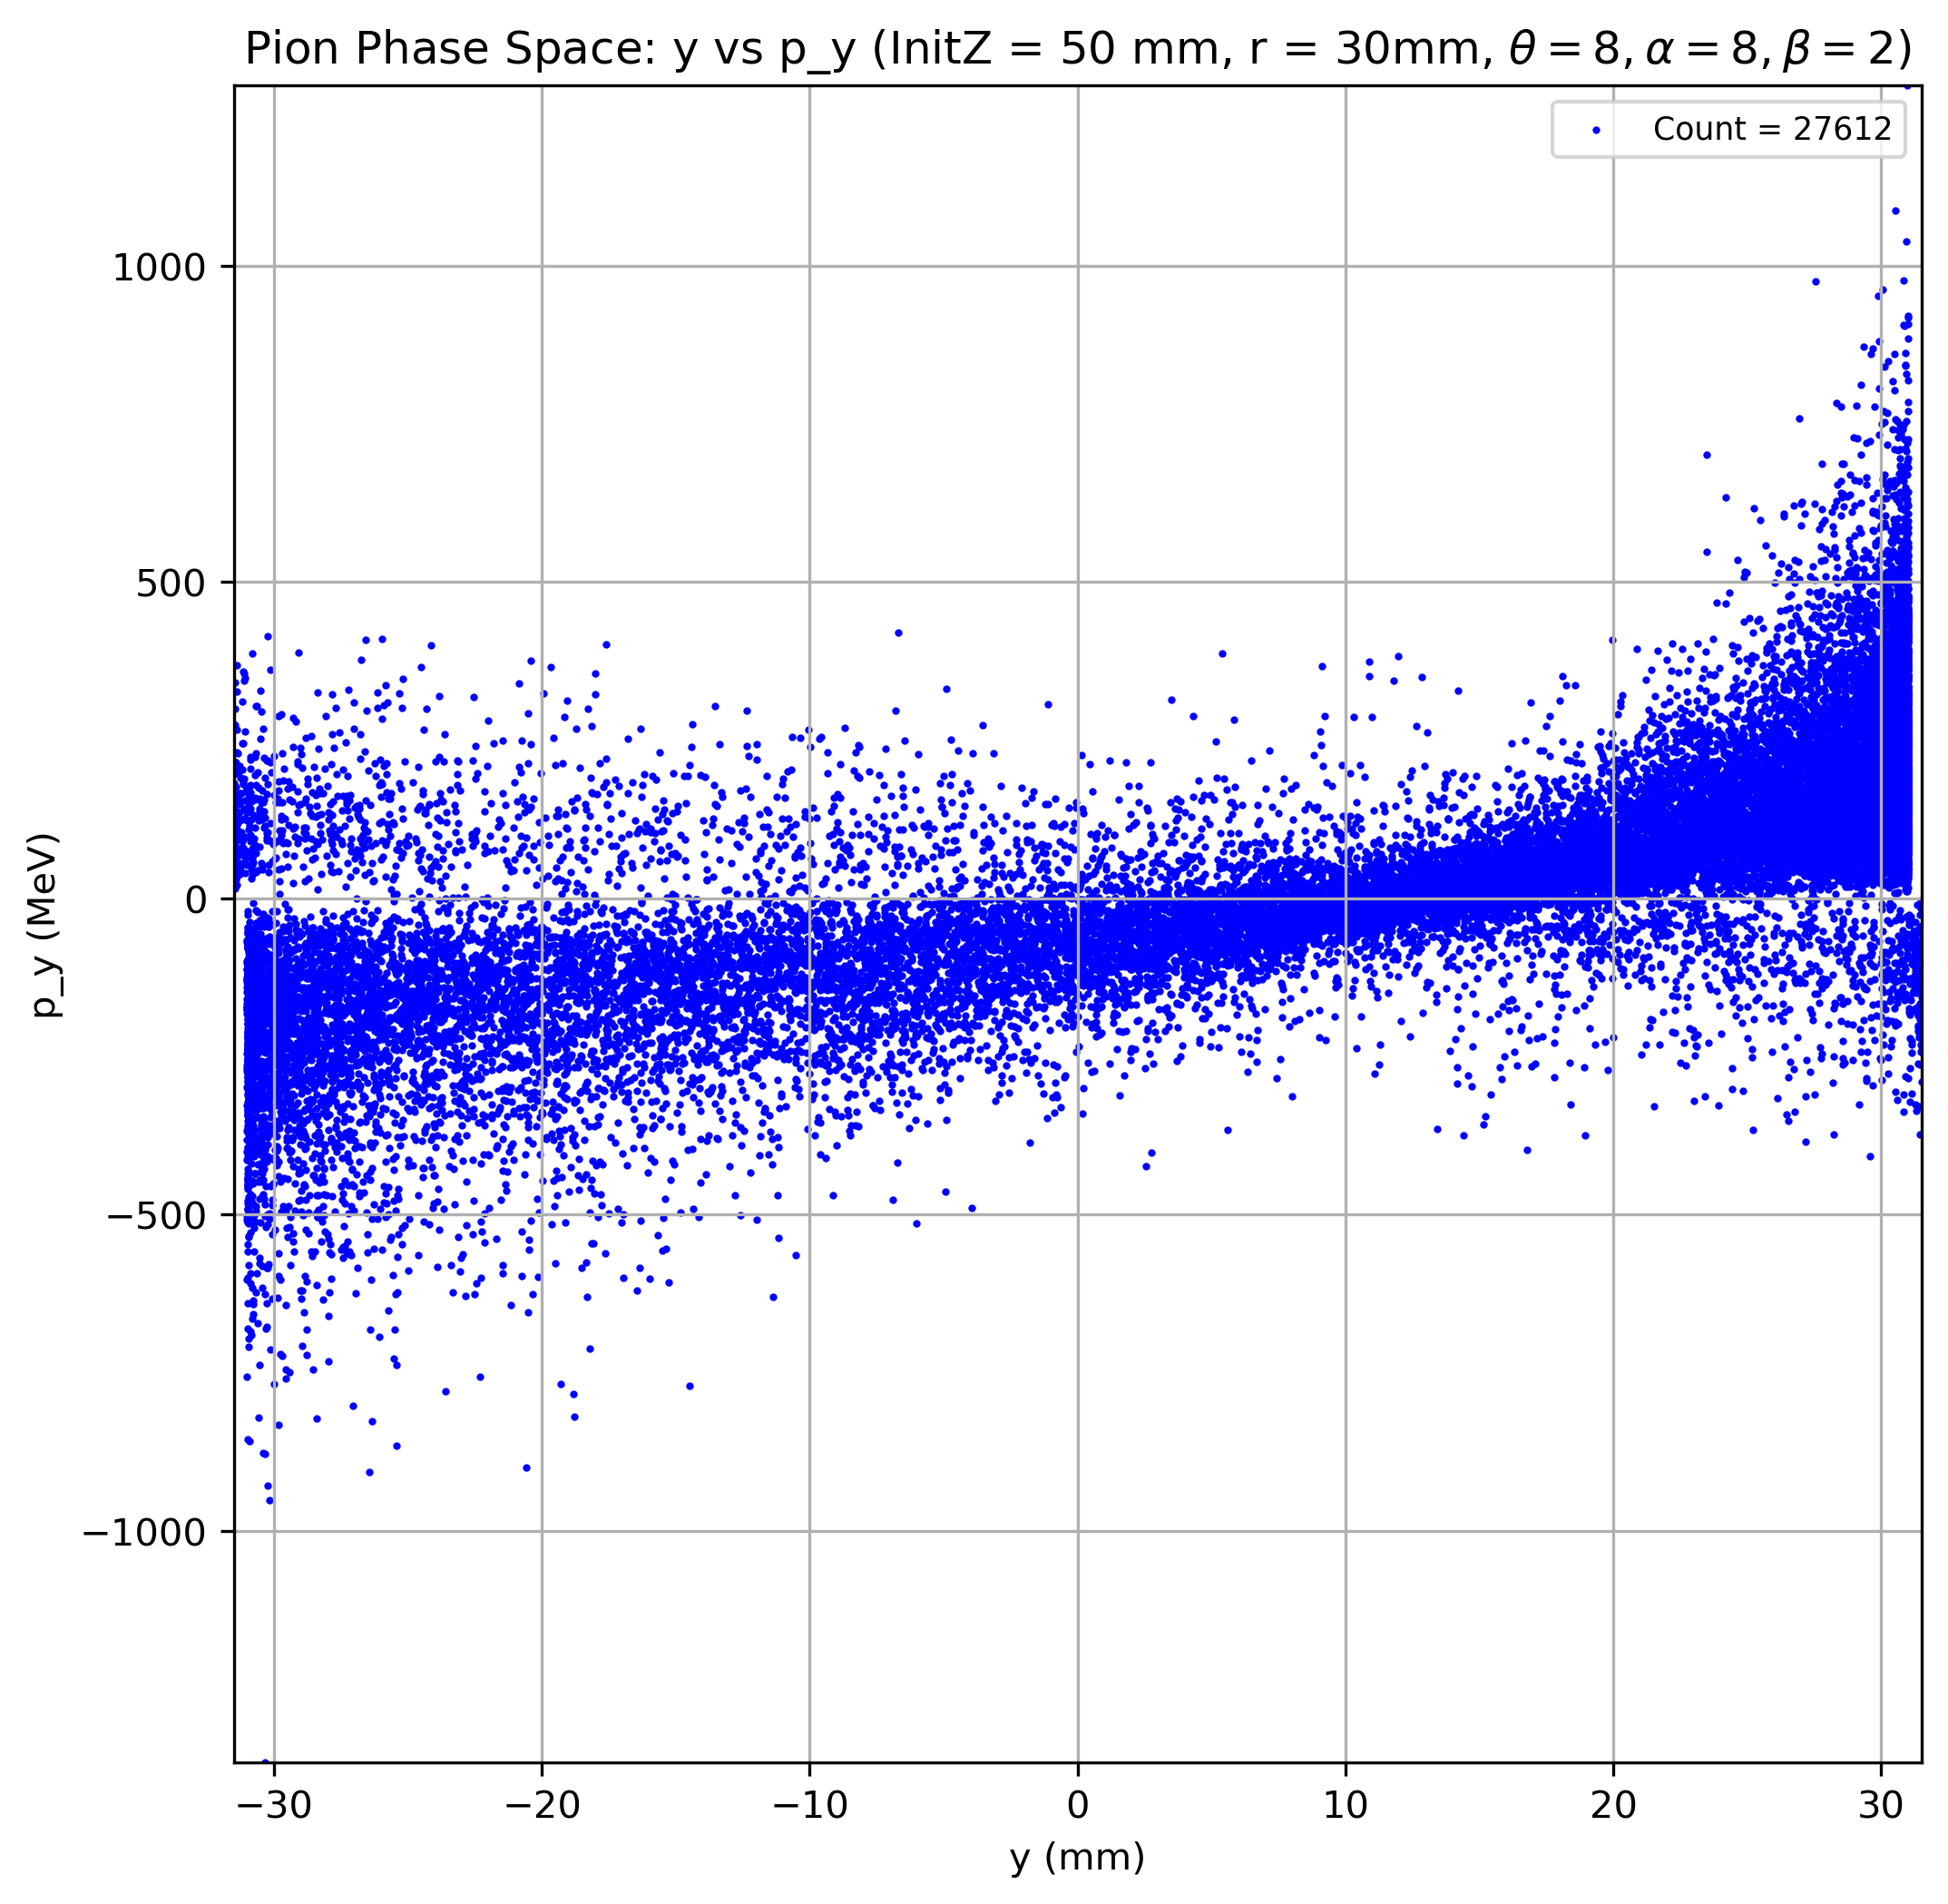 Pion Phase Space: y vs p_y (InitZ = 50 mm, r = 30mm, θ = 8, α = 8, β = 2)
Count = 27612
1000
500
0
−500
−1000
p_y (MeV)
−30 −20 −10 0 10 20 30
y (mm)